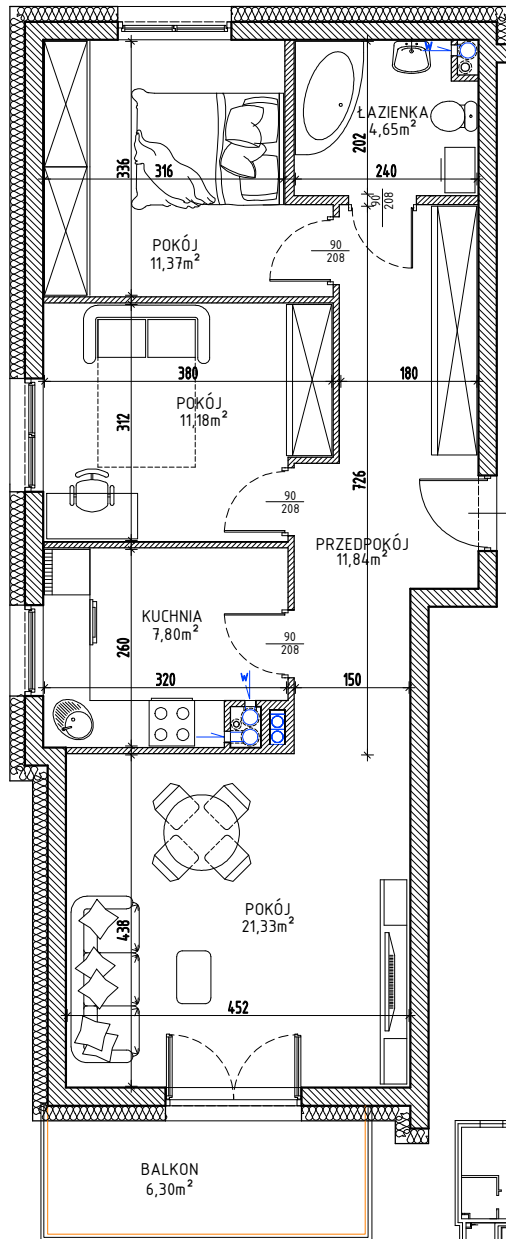 W
ŁAZIENKA
4,65m²
202
336
316
240
90
208
POKÓJ
11,37m²
90
208
380
180
POKÓJ
11,18m²
312
726
90
208
PRZEDPOKÓJ
11,84m²
KUCHNIA
7,80m²
260
90
208
320
W
150
POKÓJ
21,33m²
438
452
BALKON
6,30m²